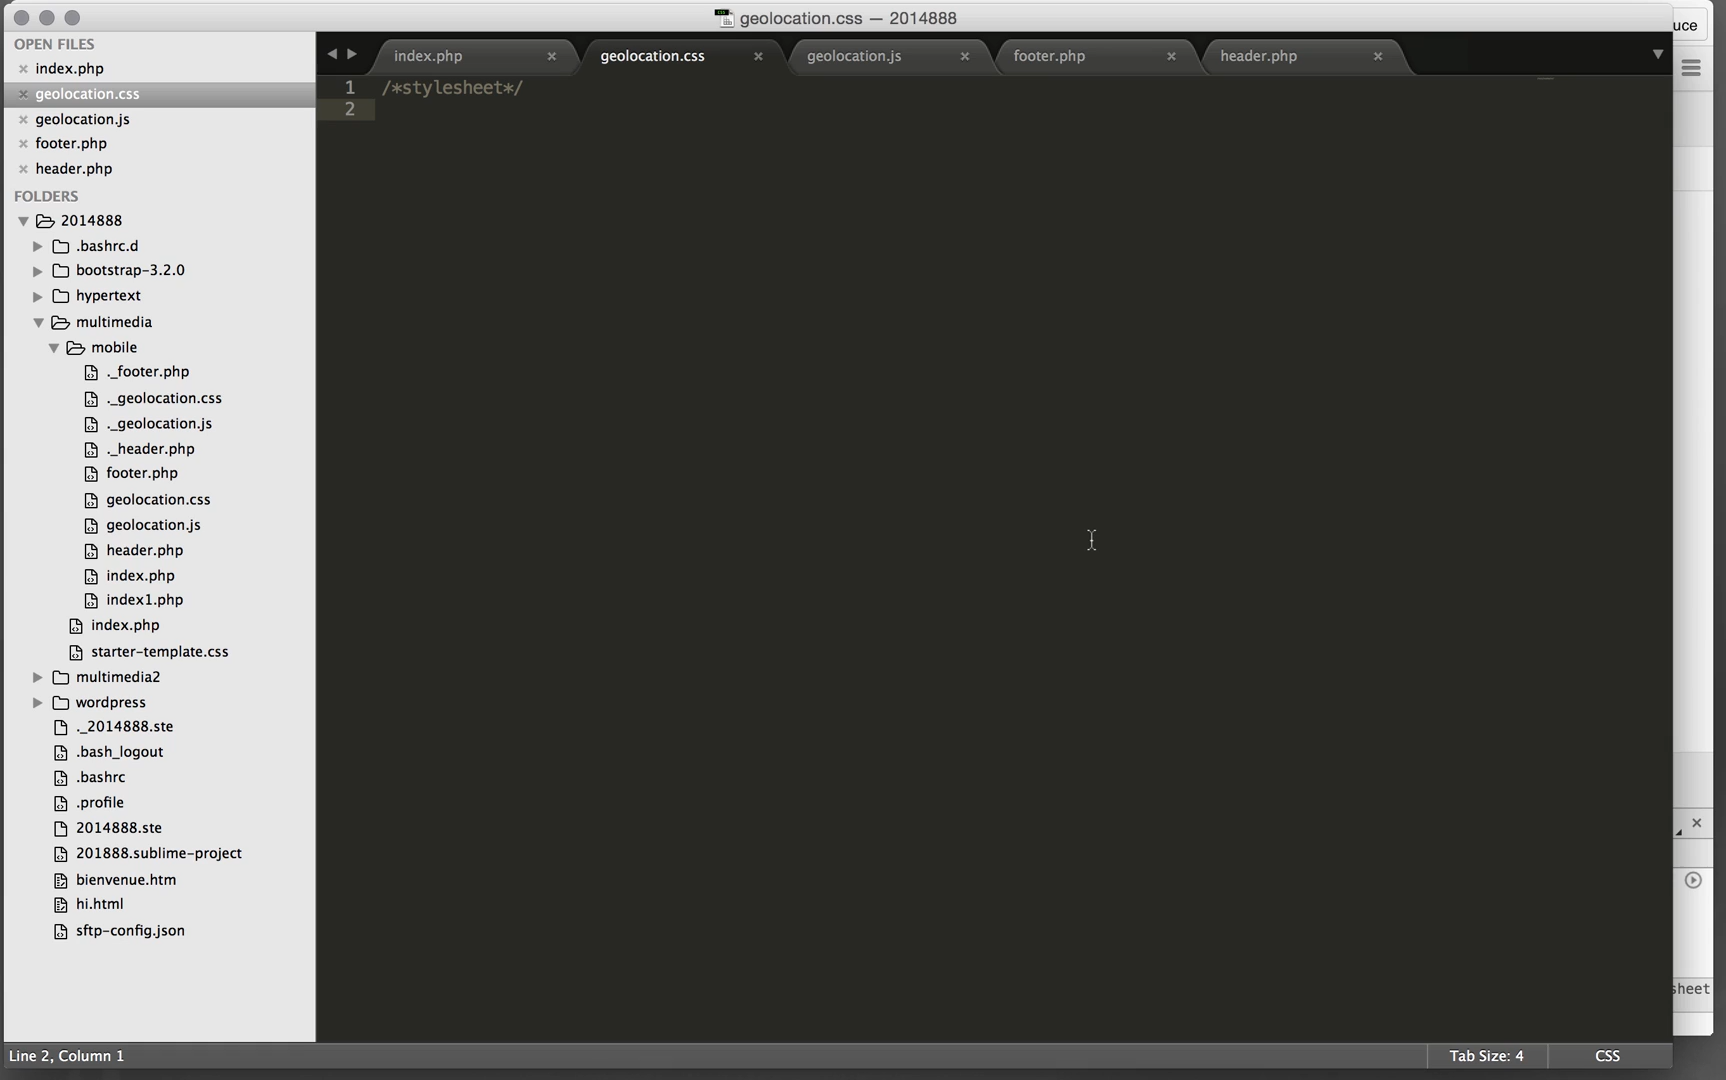 geolocation.css — 2014888
uce
OPEN FILES
index.php
geolocation.css
geolocation.js
footer.php
header.php
FOLDERS
2014888
.bashrc.d
bootstrap-3.2.0
hypertext
multimedia
mobile
._footer.php
._geolocation.css
._geolocation.js
._header.php
footer.php
geolocation.css
geolocation.js
header.php
index.php
index1.php
index.php
starter-template.css
multimedia2
wordpress
._2014888.ste
.bash_logout
.bashrc
.profile
2014888.ste
201888.sublime-project
bienvenue.htm
hi.html
sftp-config.json
index.php geolocation.css geolocation.js footer.php header.php
1 /*stylesheet*/
2
sheet
Line 2, Column 1 Tab Size: 4 CSS